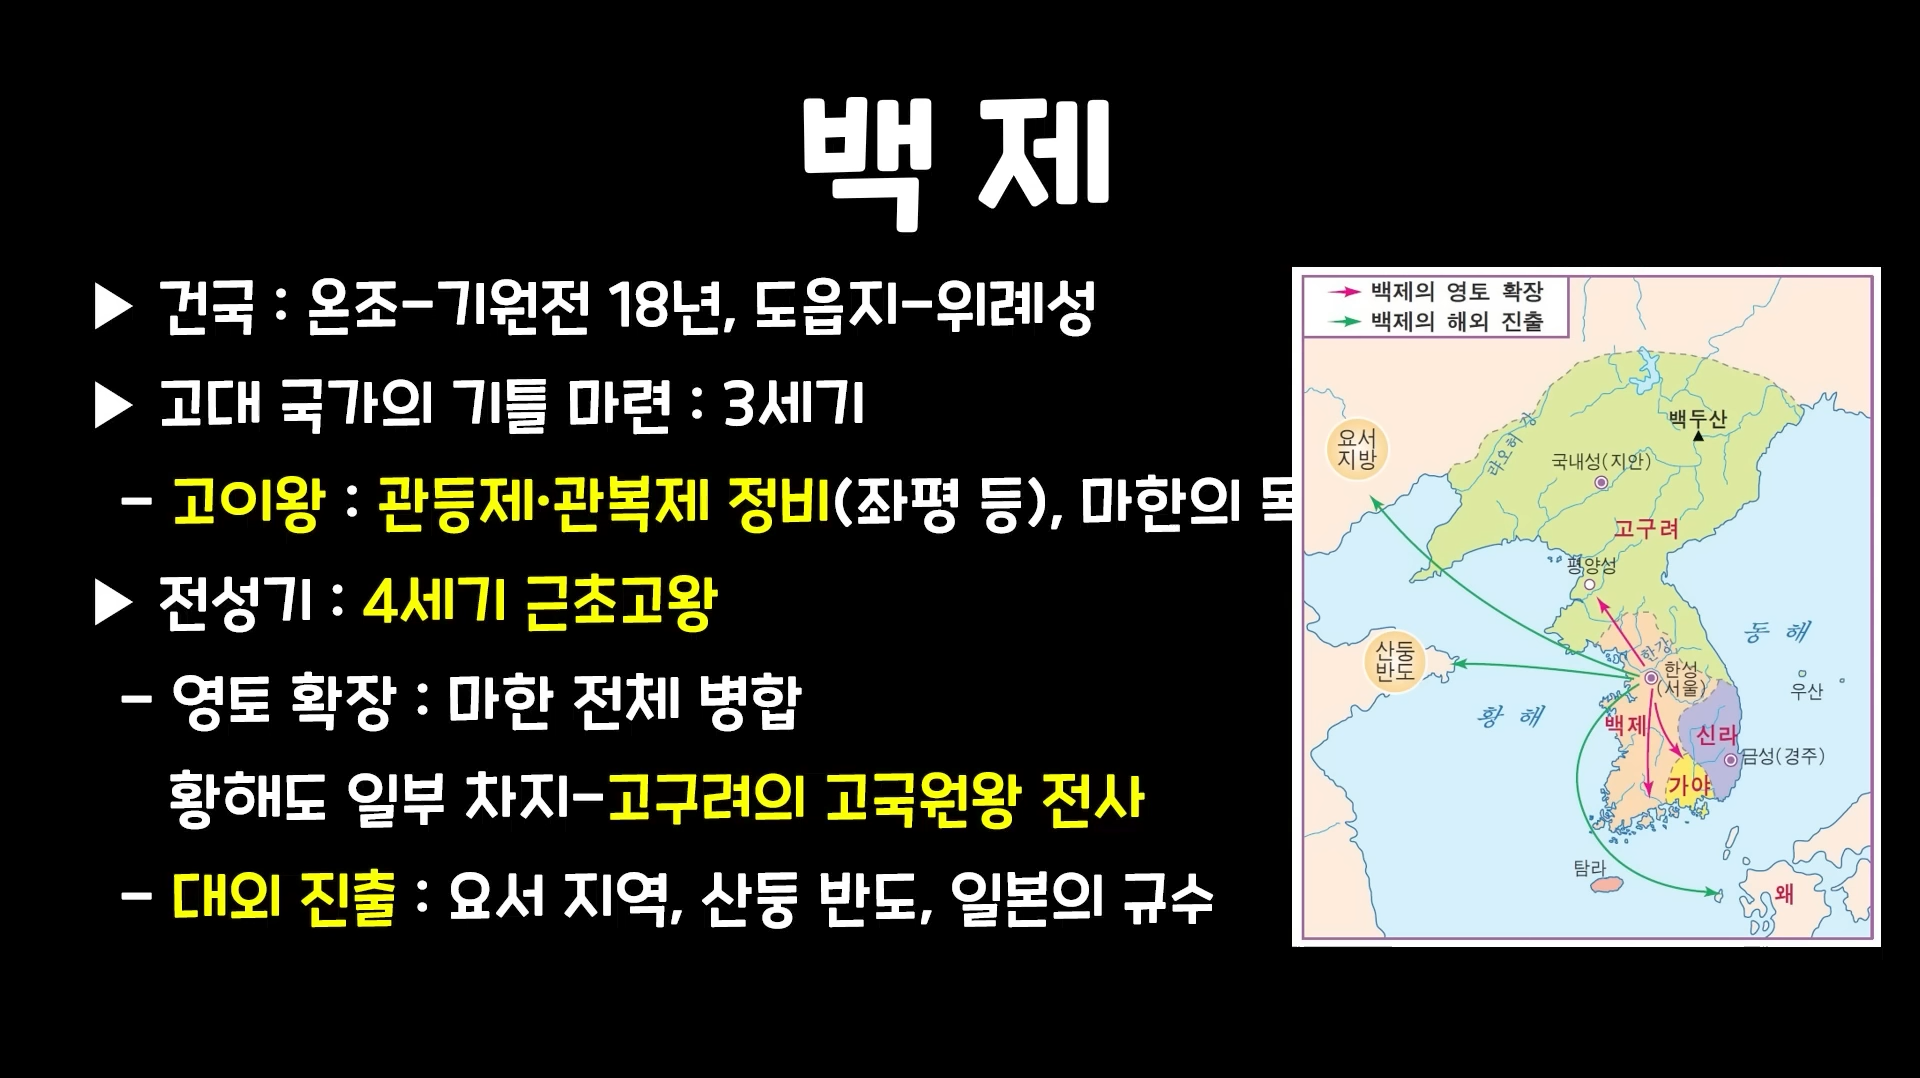 백 제
▶ 건국 : 온조-기원전 18년, 도읍지-위례성
▶ 고대 국가의 기틀 마련 : 3세기
- 고이왕 : 관등제·관복제 정비(좌평 등), 마한의
▶ 전성기 : 4세기 근초고왕
- 영토 확장 : 마한 전체 병합
황해도 일부 차지-고구려의 고국원왕 전사
- 대외 진출 : 요서 지역, 산둥 반도, 일본의 규수
백제의 영토 확장
백제의 해외 진출
백두산
요서
지방
랴오허 강
국내성(지안)
고구려
평양성
동 해
한강
산둥
반도
한성
(서울)
우산
황 해
백제
신라
금성(경주)
가야
탐라
왜